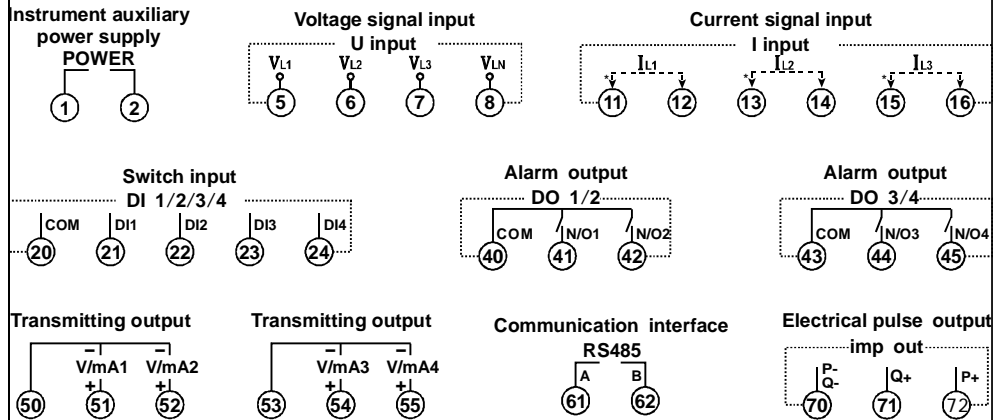 Instrument auxiliary
power supply
POWER
1 2
Voltage signal input
U input
VL1 VL2 VL3 VLN
5 6 7 8
Current signal input
I input
* IL1 * IL2 * IL3
11 12 13 14 15 16
Switch input
DI 1/2/3/4
COM DI1 DI2 DI3 DI4
20 21 22 23 24
Alarm output
DO 1/2
COM N/O1 N/O2
40 41 42
Alarm output
DO 3/4
COM N/O3 N/O4
43 44 45
Transmitting output
− −
V/mA1 V/mA2
+ +
50 51 52
Transmitting output
− −
V/mA3 V/mA4
+ +
53 54 55
Communication interface
RS485
A B
61 62
Electrical pulse output
imp out
P-
Q- Q+ P+
70 71 72